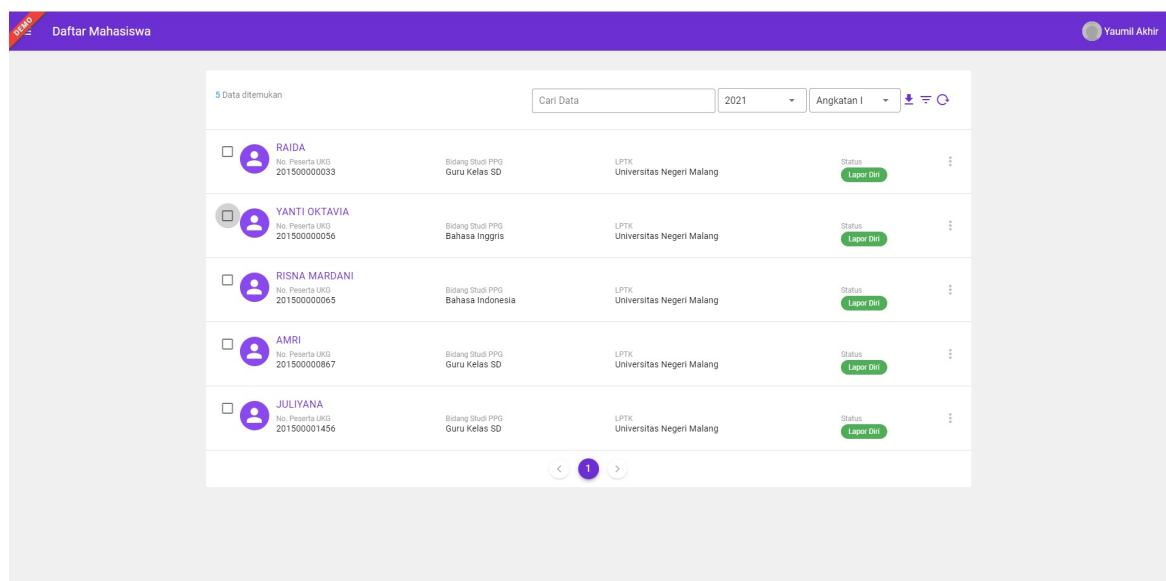 DEMO
Daftar Mahasiswa
Yaumil Akhir
5 Data ditemukan
Cari Data
2021
Angkatan I
RAIDA
No. Peserta UKG Bidang Studi PPG LPTK Status
201500000033 Guru Kelas SD Universitas Negeri Malang Lapor Diri
YANTI OKTAVIA
No. Peserta UKG Bidang Studi PPG LPTK Status
201500000056 Bahasa Inggris Universitas Negeri Malang Lapor Diri
RISNA MARDANI
No. Peserta UKG Bidang Studi PPG LPTK Status
201500000065 Bahasa Indonesia Universitas Negeri Malang Lapor Diri
AMRI
No. Peserta UKG Bidang Studi PPG LPTK Status
201500000867 Guru Kelas SD Universitas Negeri Malang Lapor Diri
JULIYANA
No. Peserta UKG Bidang Studi PPG LPTK Status
201500001456 Guru Kelas SD Universitas Negeri Malang Lapor Diri
1